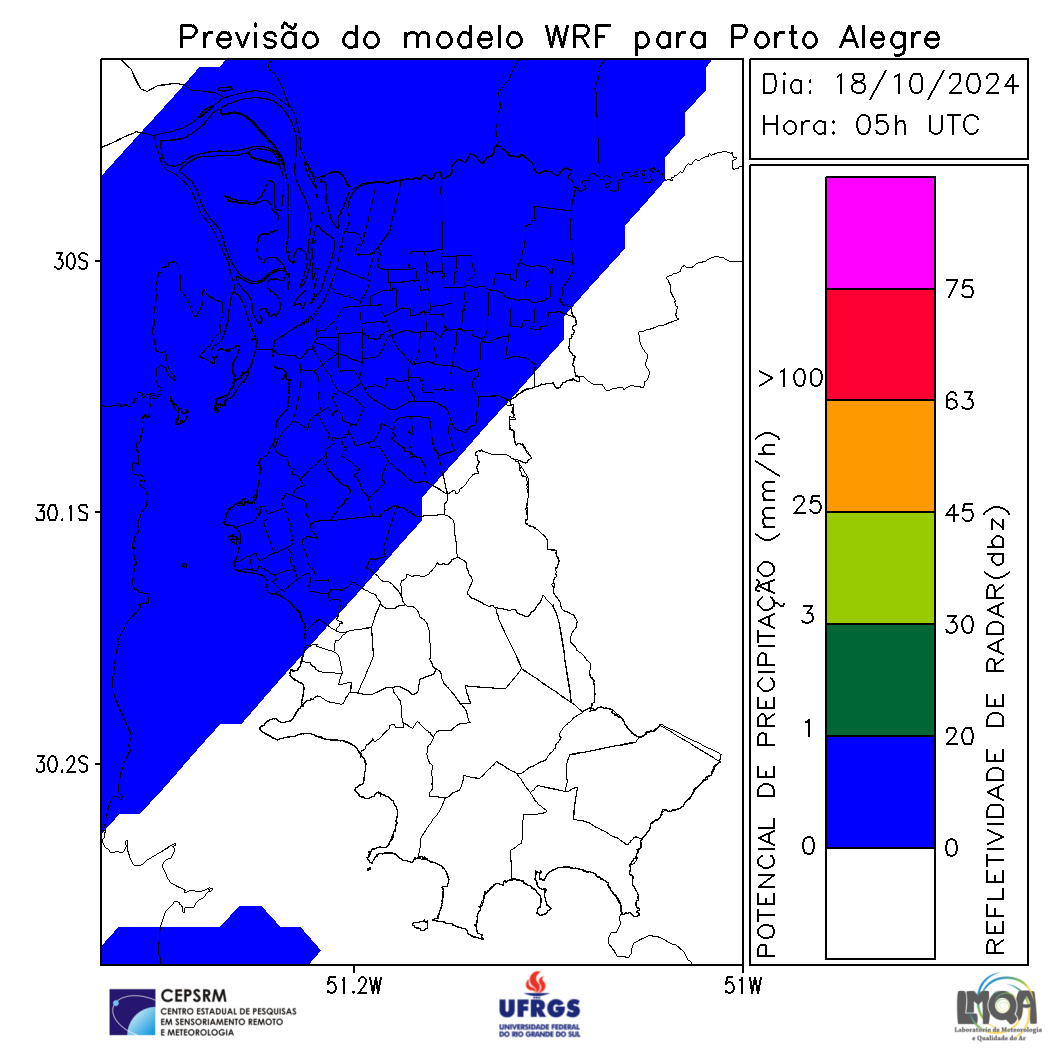 Previsão do modelo WRF para Porto Alegre
Dia: 18/10/2024
Hora: 05h UTC
30S
30.1S
30.2S
51.2W
51W
POTENCIAL DE PRECIPITAÇÃO (mm/h)
>100
25
3
1
0
75
63
45
30
20
0
REFLETIVIDADE DE RADAR(dbz)
CEPSRM
CENTRO ESTADUAL DE PESQUISAS
EM SENSORIAMENTO REMOTO
E METEOROLOGIA
UFRGS
UNIVERSIDADE FEDERAL
DO RIO GRANDE DO SUL
LMQA
Laboratório de Meteorologia
e Qualidade do Ar